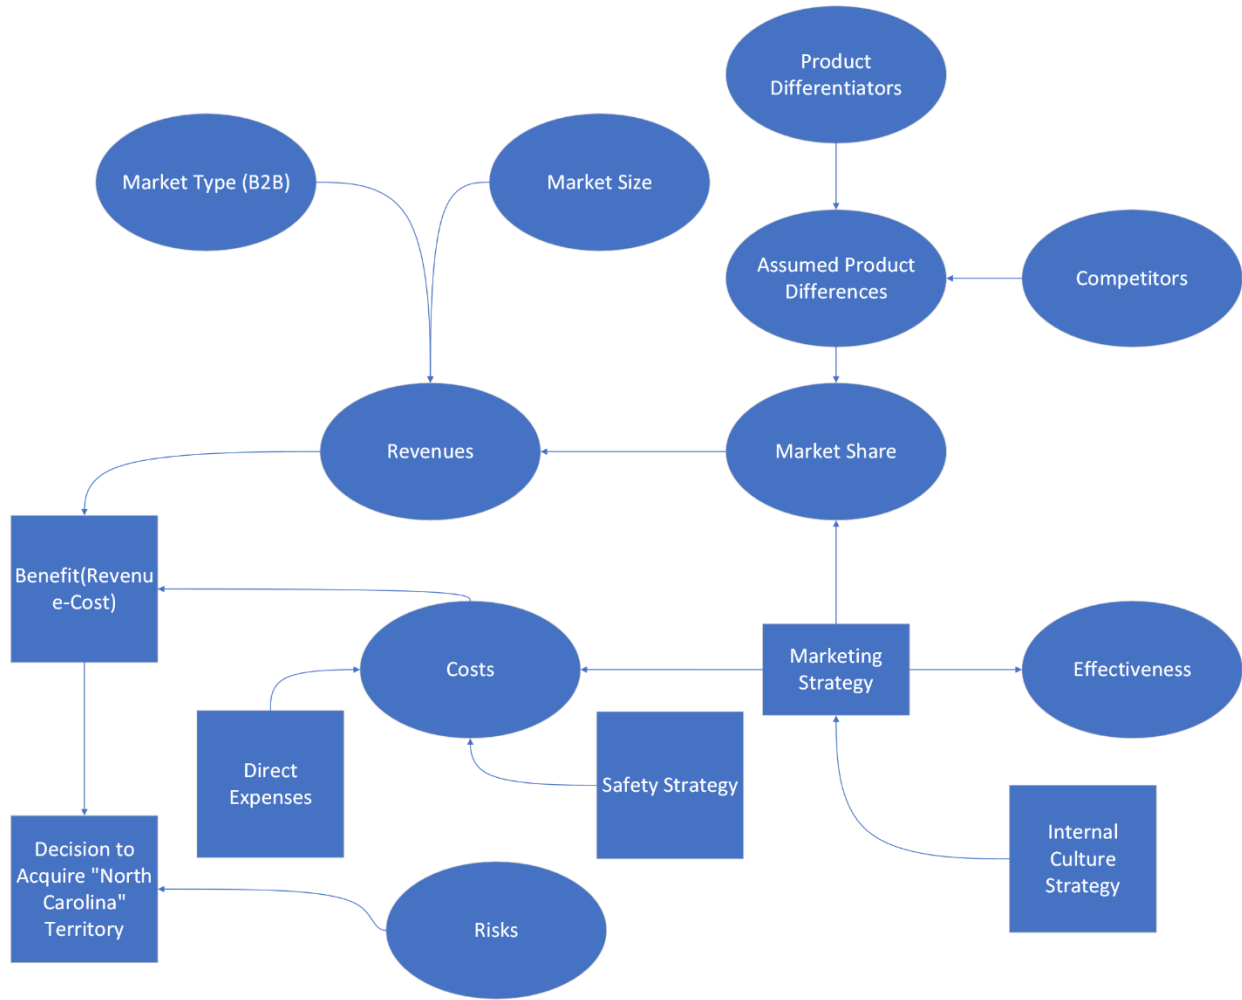 Product
Differentiators
Market Type (B2B)
Market Size
Assumed Product
Differences
Competitors
Revenues
Market Share
Benefit(Revenu
e-Cost)
Costs
Marketing
Strategy
Effectiveness
Direct
Expenses
Safety Strategy
Internal
Culture
Strategy
Decision to
Acquire "North
Carolina"
Territory
Risks